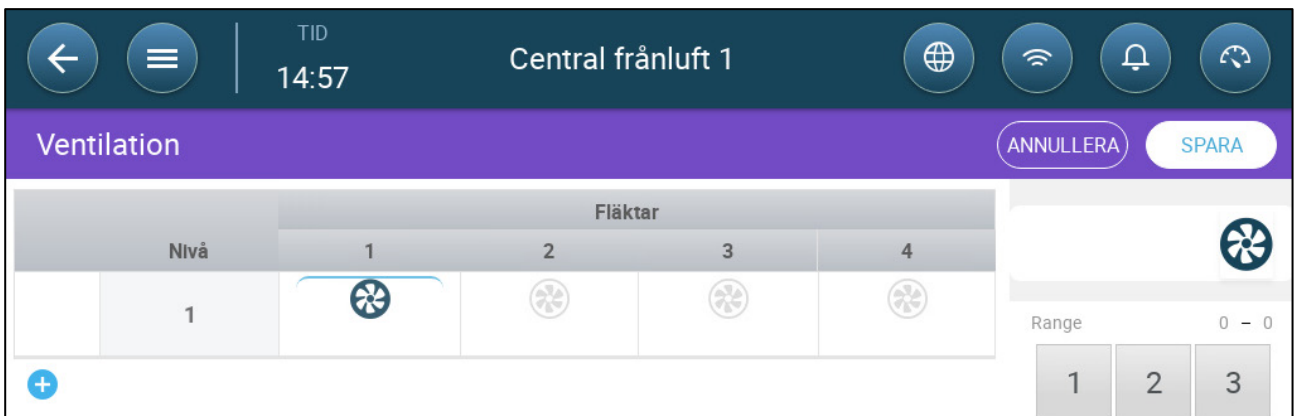 TID
14:57
Central frånluft 1
Ventilation
ANNULLERA
SPARA
Fläktar
Nivå 1 2 3 4
1
Range 0 – 0
1 2 3